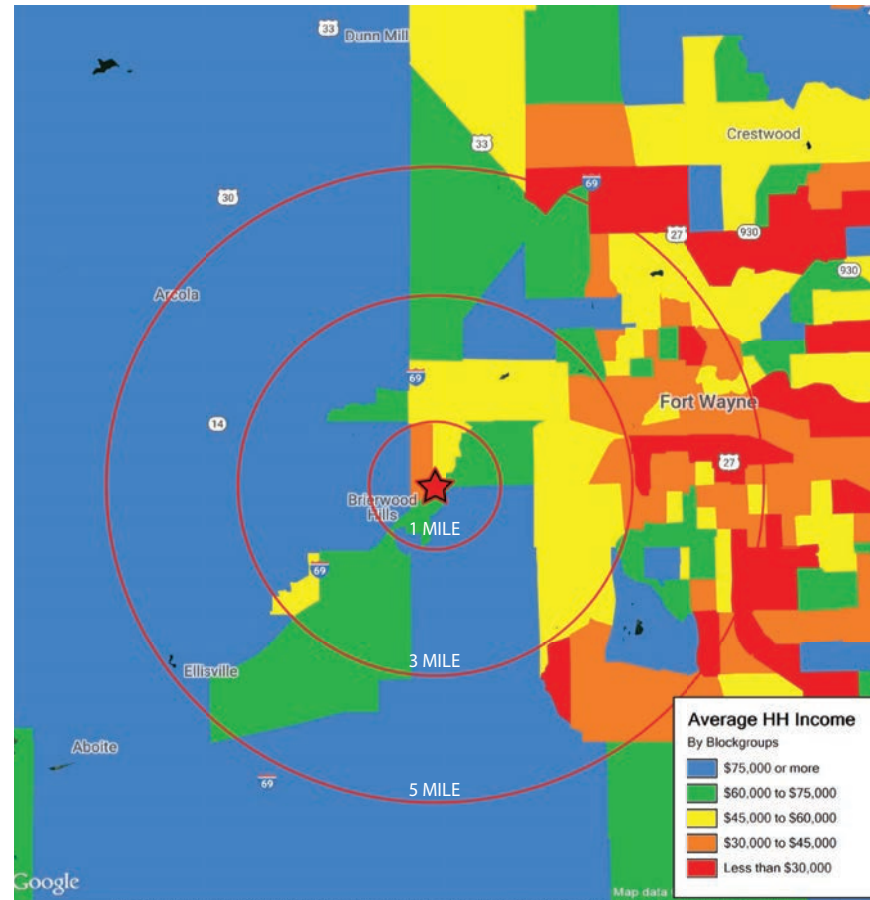 33
Dunn Mill
33
Crestwood
69
30
27
930
930
Arcola
69
14
Fort Wayne
27
Brierwood
Hills
1 MILE
69
3 MILE
Ellisville
Aboite
69
5 MILE
Average HH Income
By Blockgroups
$75,000 or more
$60,000 to $75,000
$45,000 to $60,000
$30,000 to $45,000
Less than $30,000
Google
Map data